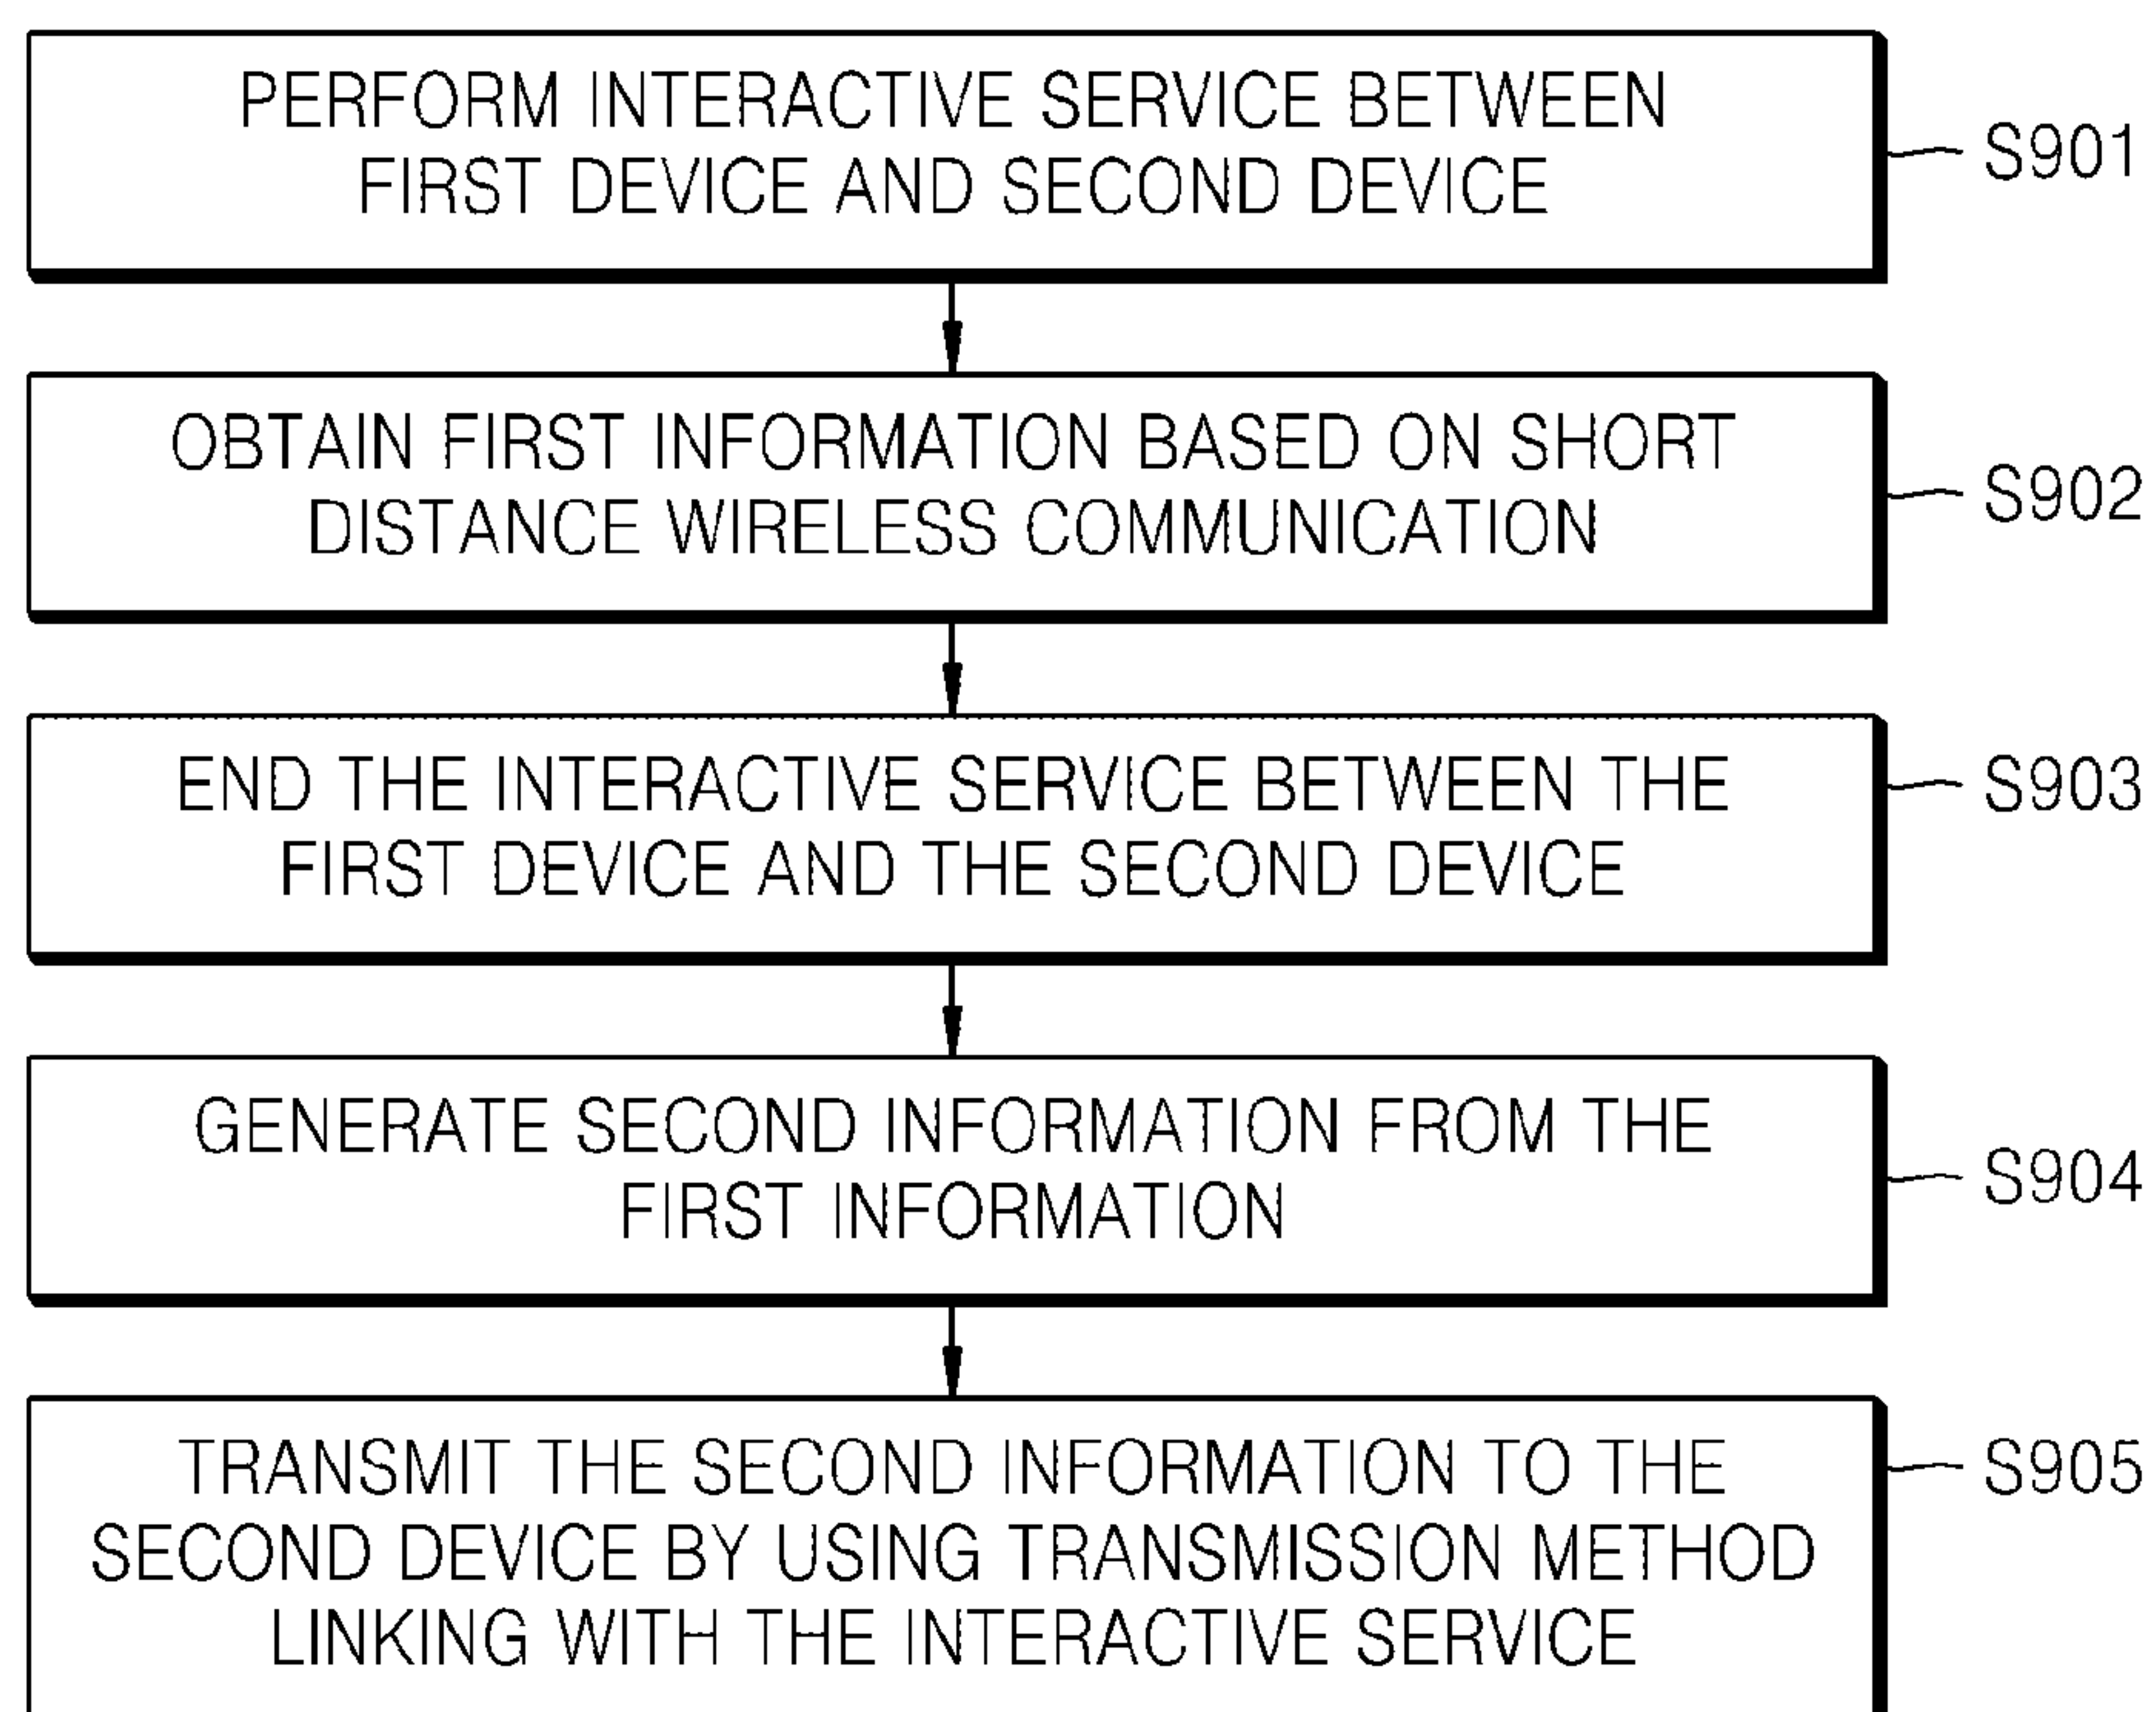 PERFORM INTERACTIVE SERVICE BETWEEN
FIRST DEVICE AND SECOND DEVICE
S901
OBTAIN FIRST INFORMATION BASED ON SHORT
DISTANCE WIRELESS COMMUNICATION
S902
END THE INTERACTIVE SERVICE BETWEEN THE
FIRST DEVICE AND THE SECOND DEVICE
S903
GENERATE SECOND INFORMATION FROM THE
FIRST INFORMATION
S904
TRANSMIT THE SECOND INFORMATION TO THE
SECOND DEVICE BY USING TRANSMISSION METHOD
LINKING WITH THE INTERACTIVE SERVICE
S905